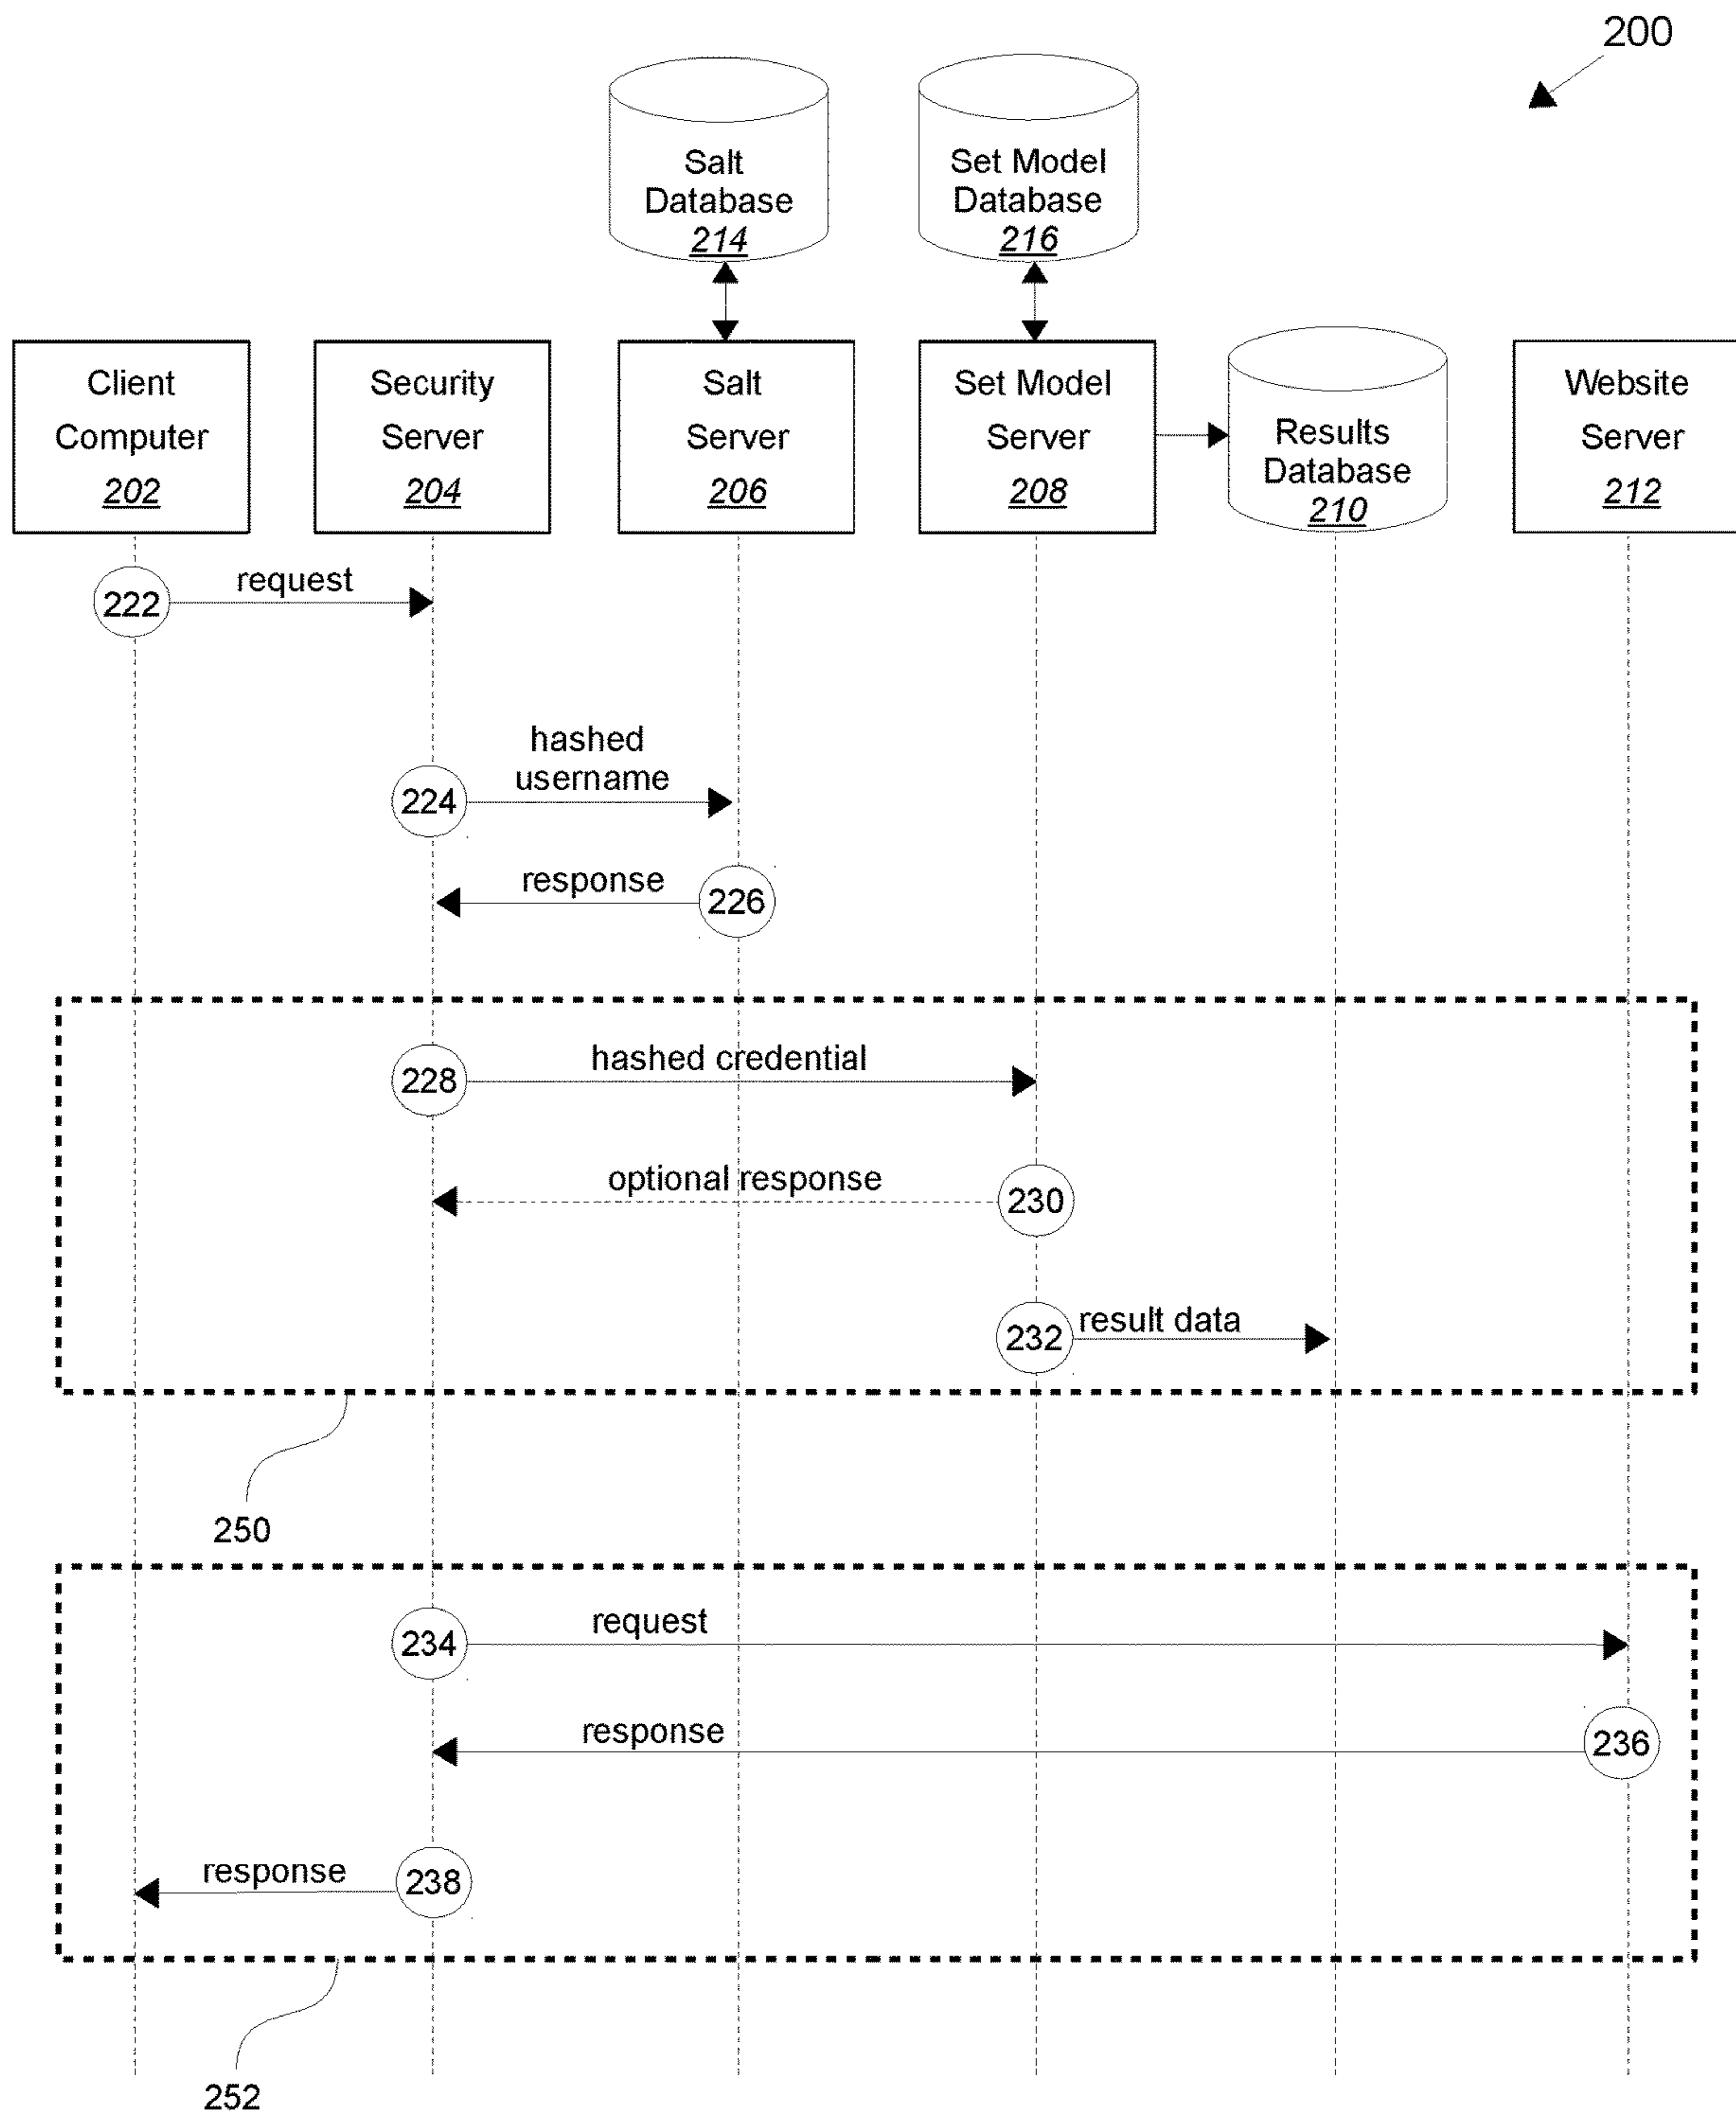 200
Salt
Database
214
Set Model
Database
216
Client
Computer
202
Security
Server
204
Salt
Server
206
Set Model
Server
208
Results
Database
210
Website
Server
212
222
request
hashed
username
224
response
226
228
hashed credential
optional response
230
232
result data
250
234
request
response
236
response
238
252